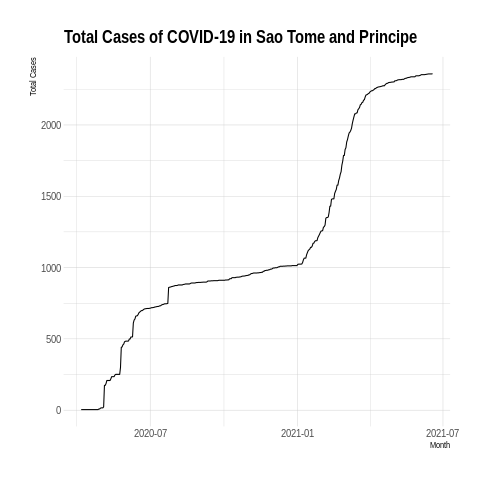 Total Cases of COVID-19 in Sao Tome and Principe
Total Cases
2000
1500
1000
500
0
2020-07
2021-01
2021-07
Month